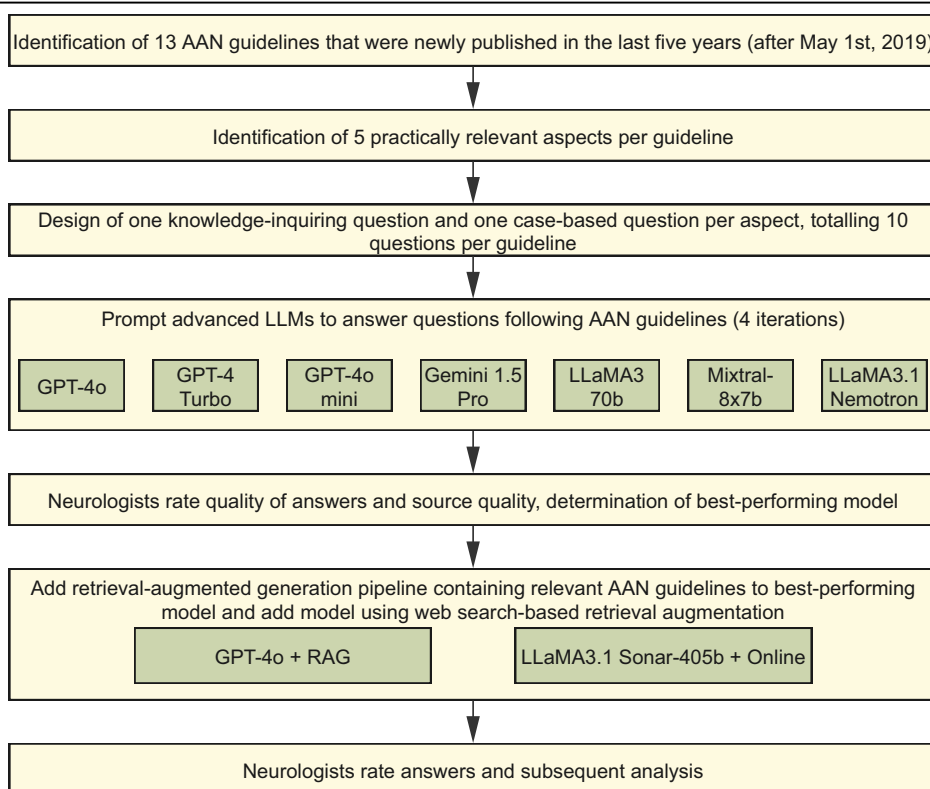 Identification of 13 AAN guidelines that were newly published in the last five years (after May 1st, 2019)
Identification of 5 practically relevant aspects per guideline
Design of one knowledge-inquiring question and one case-based question per aspect, totalling 10
questions per guideline
Prompt advanced LLMs to answer questions following AAN guidelines (4 iterations)
GPT-4o
GPT-4
Turbo
GPT-4o
mini
Gemini 1.5
Pro
LLaMA3
70b
Mixtral-
8x7b
LLaMA3.1
Nemotron
Neurologists rate quality of answers and source quality, determination of best-performing model
Add retrieval-augmented generation pipeline containing relevant AAN guidelines to best-performing
model and add model using web search-based retrieval augmentation
GPT-4o + RAG
LLaMA3.1 Sonar-405b + Online
Neurologists rate answers and subsequent analysis